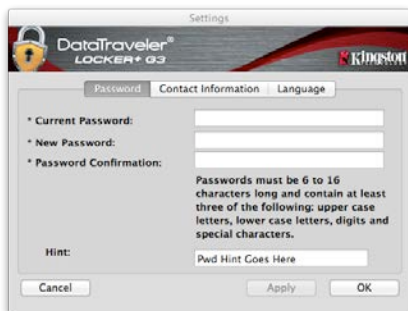 Settings
DataTraveler®
LOCKER+ G3
Kingston
Password Contact Information Language
* Current Password:
* New Password:
* Password Confirmation:
Passwords must be 6 to 16
characters long and contain at least
three of the following: upper case
letters, lower case letters, digits and
special characters.
Hint: Pwd Hint Goes Here
Cancel Apply OK